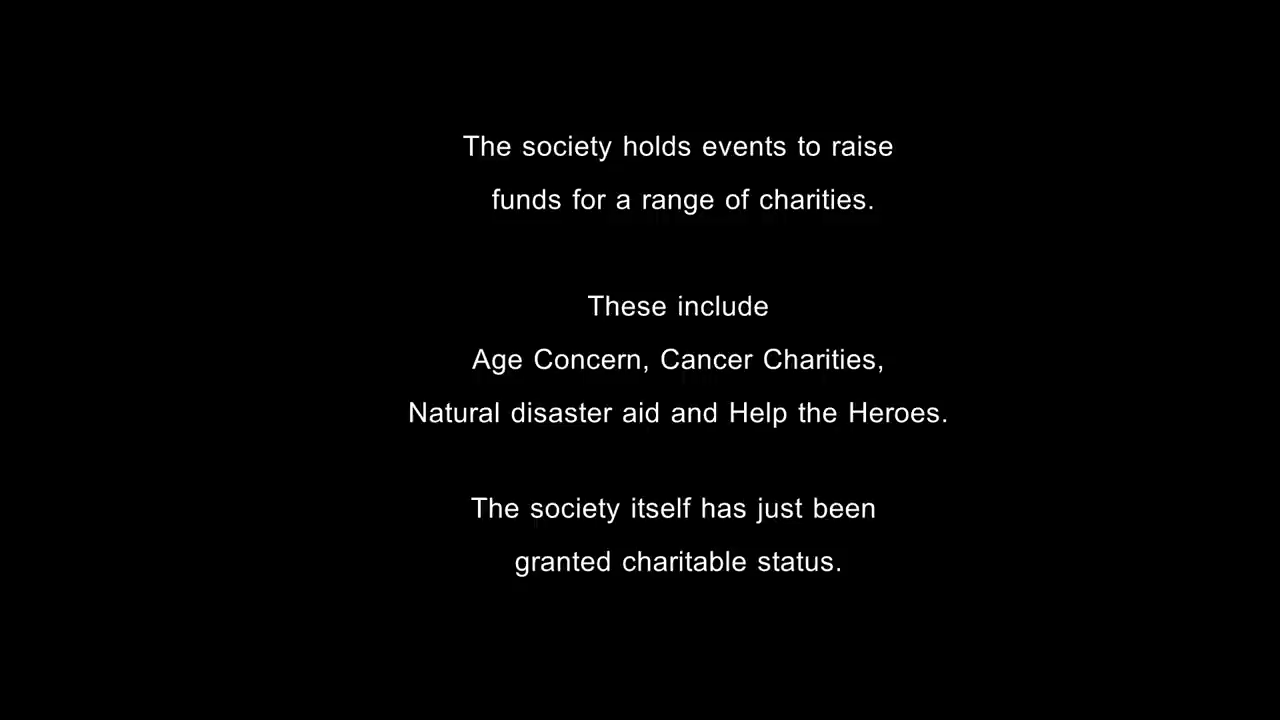 The society holds events to raise
funds for a range of charities.
These include
Age Concern, Cancer Charities,
Natural disaster aid and Help the Heroes.
The society itself has just been
granted charitable status.